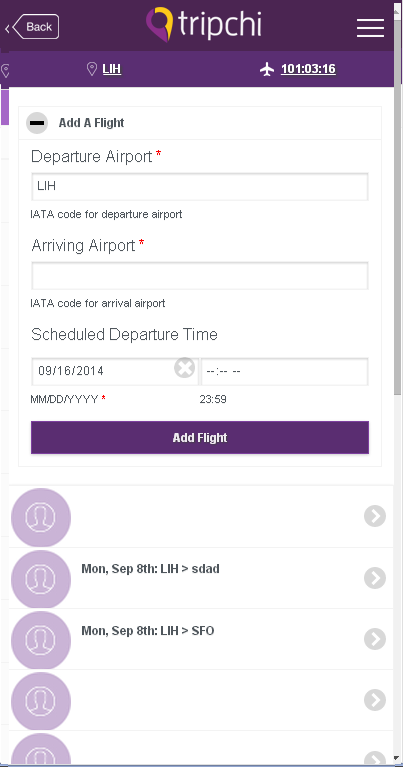 Back
tripchi
LIH
101:03:16
Add A Flight
Departure Airport *
LIH
IATA code for departure airport
Arriving Airport *
IATA code for arrival airport
Scheduled Departure Time
09/16/2014
--:-- --
MM/DD/YYYY *
23:59
Add Flight
Mon, Sep 8th: LIH > sdad
Mon, Sep 8th: LIH > SFO